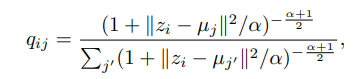 q_{ij} = \frac{(1 + \|z_i - \mu_j\|^2/\alpha)^{-\frac{\alpha+1}{2}}}{\sum_{j'}(1 + \|z_i - \mu_{j'}\|^2/\alpha)^{-\frac{\alpha+1}{2}}},